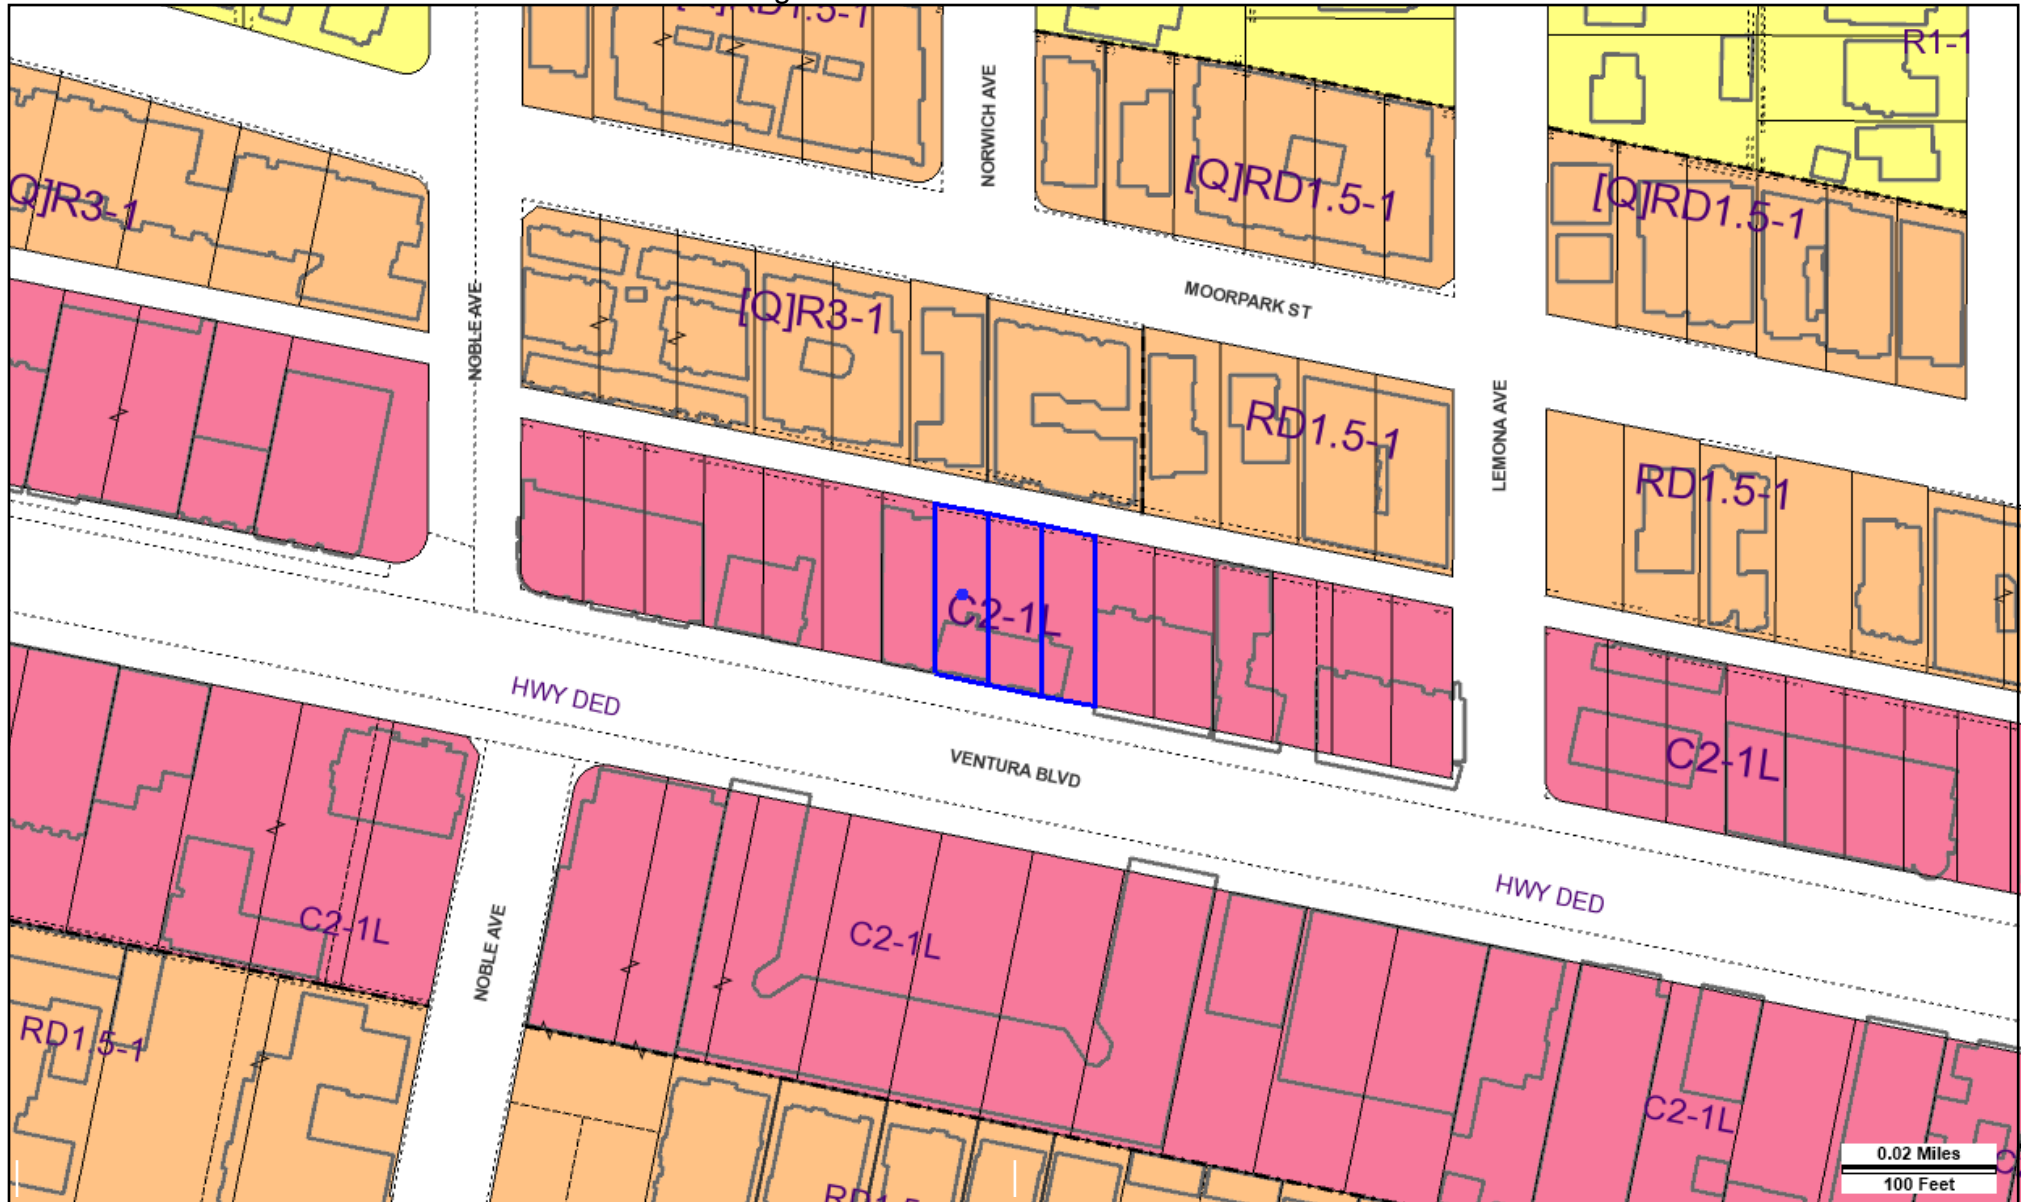 R1-1
NORWICH AVE
[Q]RD1.5-1
[Q]RD1.5-1
Q]R3-1
[Q]R3-1
MOORPARK ST
NOBLE AVE
RD1.5-1
LEMONA AVE
RD1.5-1
C2-1L
HWY DED
VENTURA BLVD
C2-1L
HWY DED
C2-1L
C2-1L
NOBLE AVE
RD1.5-1
C2-1L
0.02 Miles
100 Feet